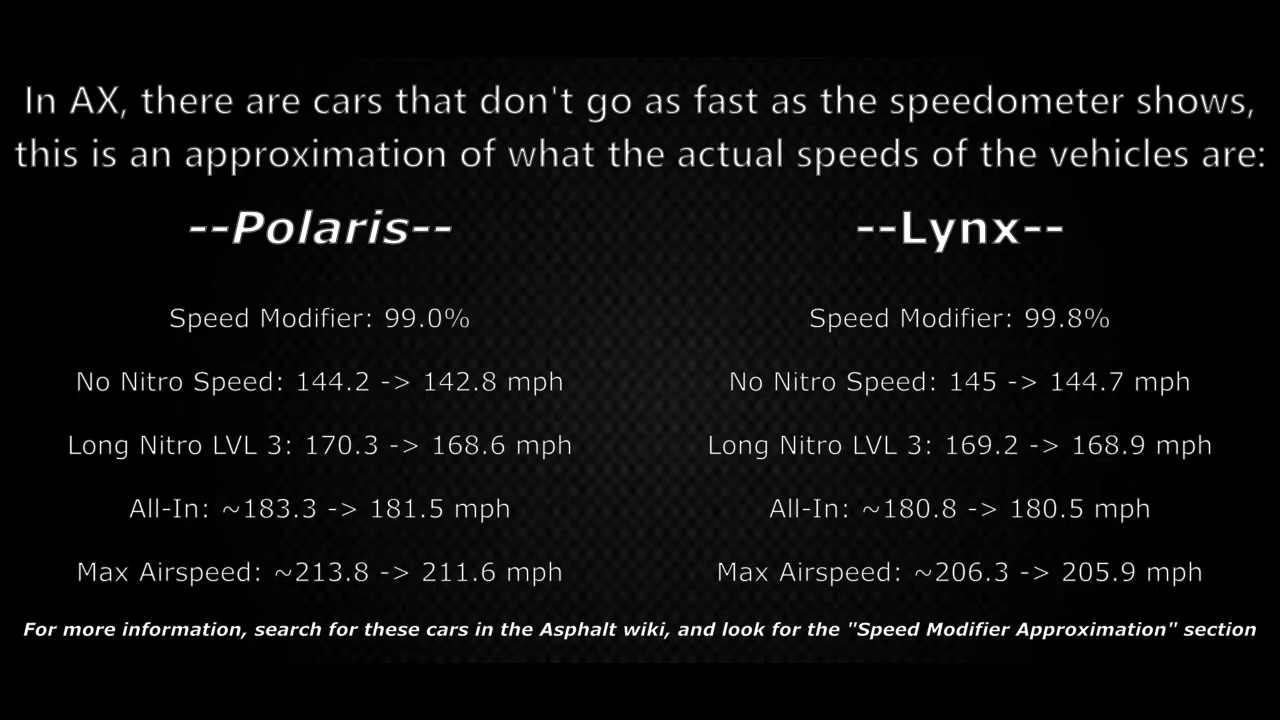 In AX, there are cars that don't go as fast as the speedometer shows,
this is an approximation of what the actual speeds of the vehicles are:
--Polaris--
Speed Modifier: 99.0%
No Nitro Speed: 144.2 -> 142.8 mph
Long Nitro LVL 3: 170.3 -> 168.6 mph
All-In: ~183.3 -> 181.5 mph
Max Airspeed: ~213.8 -> 211.6 mph
--Lynx--
Speed Modifier: 99.8%
No Nitro Speed: 145 -> 144.7 mph
Long Nitro LVL 3: 169.2 -> 168.9 mph
All-In: ~180.8 -> 180.5 mph
Max Airspeed: ~206.3 -> 205.9 mph
For more information, search for these cars in the Asphalt wiki, and look for the "Speed Modifier Approximation" section